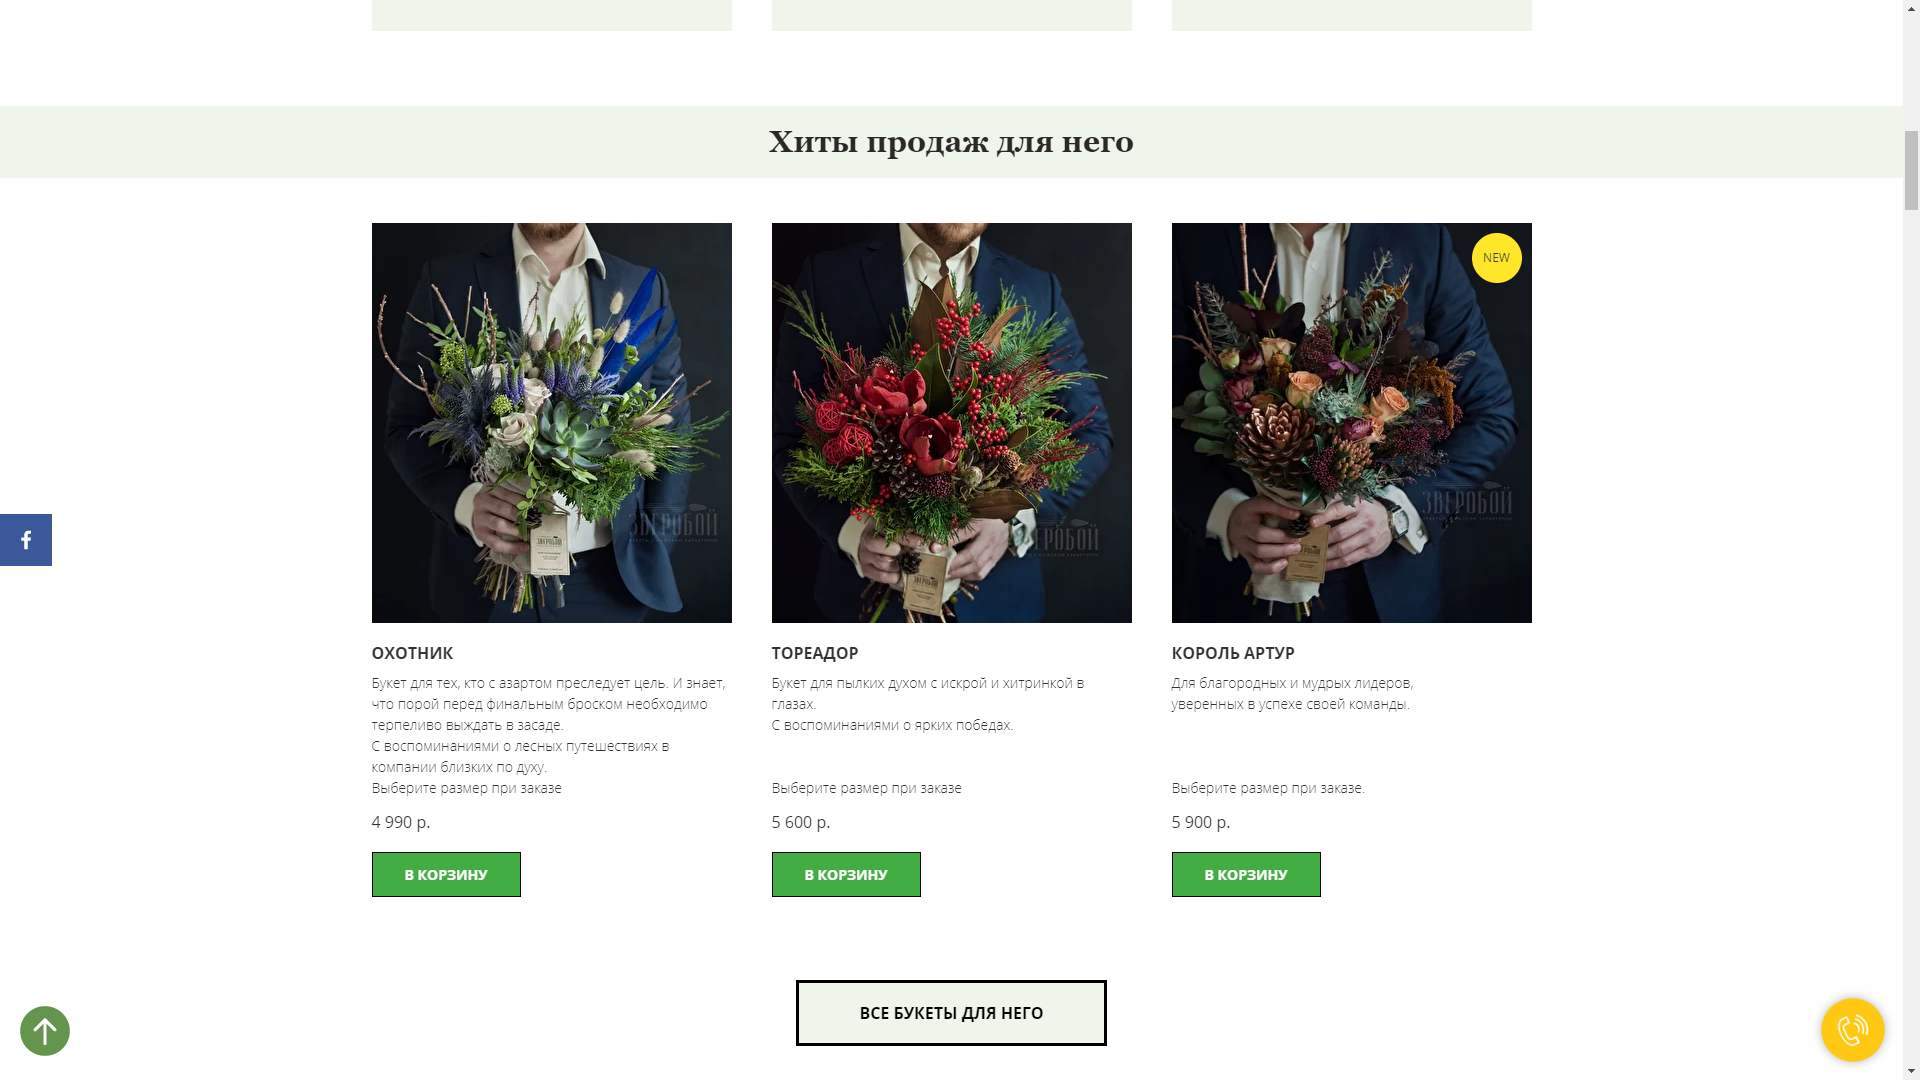 Хиты продаж для него
NEW
ЗВЕРОБОЙ
ЗВЕРОБОЙ
ЗВЕРОБОЙ
ЗВЕРОБОЙ
ОХОТНИК
Букет для тех, кто с азартом преследует цель. И знает,
что порой перед финальным броском необходимо
терпеливо выждать в засаде.
С воспоминаниями о лесных путешествиях в
компании близких по духу.
Выберите размер при заказе
4 990 р.
В КОРЗИНУ
ТОРЕАДОР
Букет для пылких духом с искрой и хитринкой в
глазах.
С воспоминаниями о ярких победах.
Выберите размер при заказе
5 600 р.
В КОРЗИНУ
КОРОЛЬ АРТУР
Для благородных и мудрых лидеров,
уверенных в успехе своей команды.
Выберите размер при заказе.
5 900 р.
В КОРЗИНУ
ВСЕ БУКЕТЫ ДЛЯ НЕГО